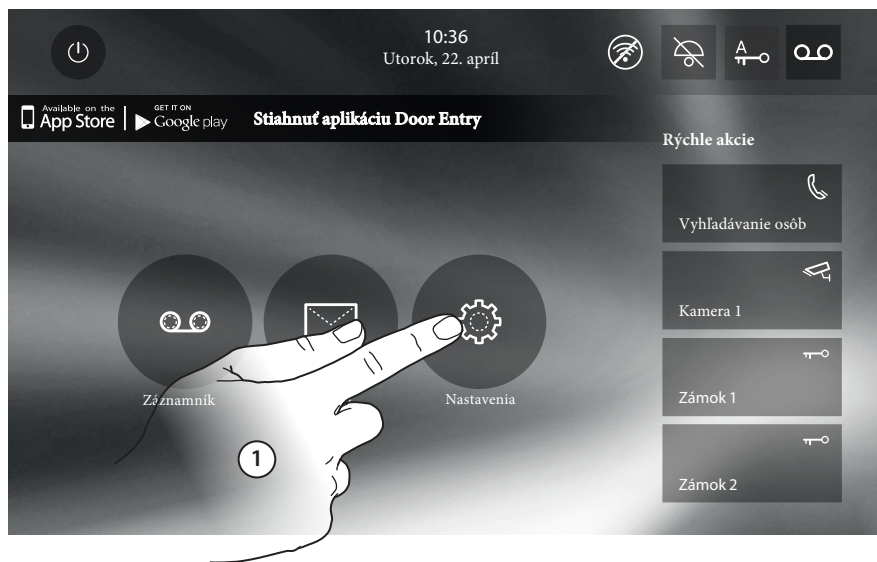 10:36
Utorok, 22. apríl
A
Available on the
App Store
GET IT ON
Google play
Stiahnuť aplikáciu Door Entry
Rýchle akcie
Vyhľadávanie osôb
Kamera 1
Zámok 1
Zámok 2
Záznamník
Nastavenia
1